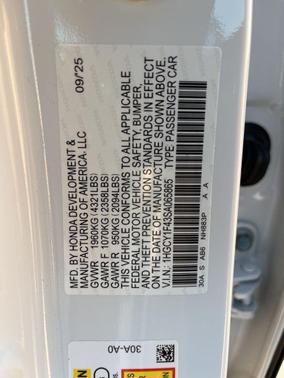 09/25
MFD. BY HONDA DEVELOPMENT &
MANUFACTURING OF AMERICA, LLC
GVWR 1960KG (4321LBS)
GAWR F 1070KG (2358LBS)
GAWR R 950KG (2094LBS)
THIS VEHICLE CONFORMS TO ALL APPLICABLE
FEDERAL MOTOR VEHICLE SAFETY, BUMPER,
AND THEFT PREVENTION STANDARDS IN EFFECT
ON THE DATE OF MANUFACTURE SHOWN ABOVE.
V.I.N.: 1HGCY1F43SA065865 TYPE: PASSENGER CAR
30A S AB6 NH883P A A
30A-A0